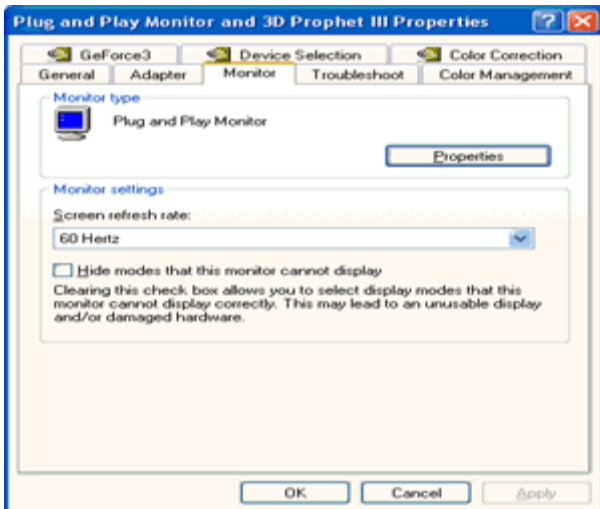 Plug and Play Monitor and 3D Prophet III Properties
GeForce3 Device Selection Color Correction
General Adapter Monitor Troubleshoot Color Management
Monitor type
Plug and Play Monitor
Properties
Monitor settings
Screen refresh rate:
60 Hertz
Hide modes that this monitor cannot display
Clearing this check box allows you to select display modes that this
monitor cannot display correctly. This may lead to an unusable display
and/or damaged hardware.
OK Cancel Apply